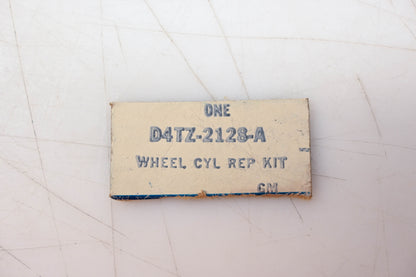 ONE
D4TZ-2128-A
WHEEL CYL REP KIT
GM